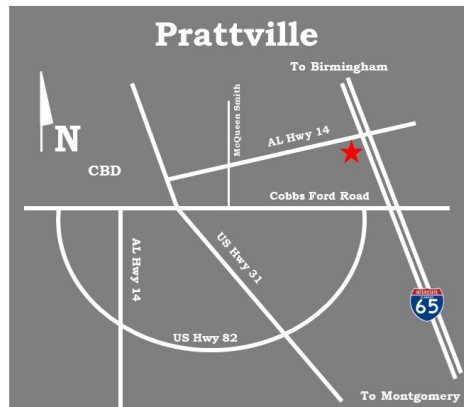 Prattville
To Birmingham
McQueen Smith
AL Hwy 14
N
CBD
Cobbs Ford Road
AL Hwy 14
US Hwy 31
INTERSTATE
65
US Hwy 82
To Montgomery